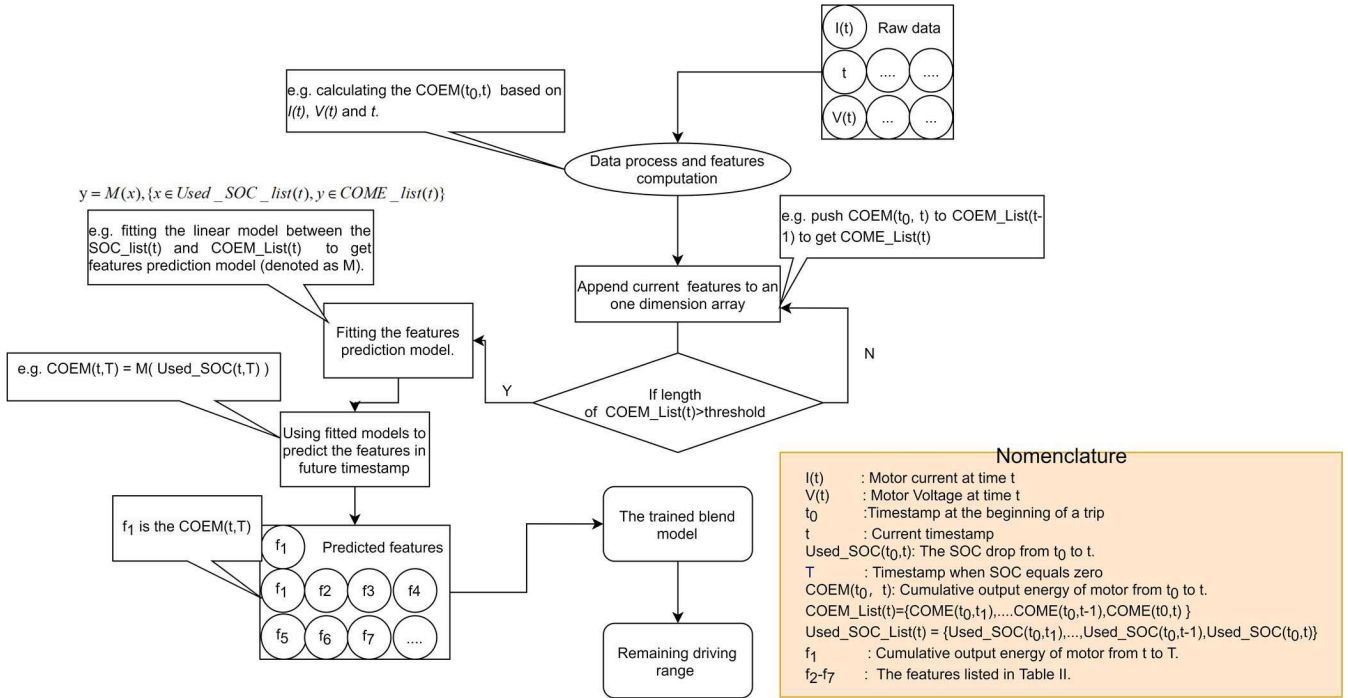 I(t) Raw data
t .... ....
V(t) ... ...
e.g. calculating the COEM(t0,t) based on
I(t), V(t) and t.
Data process and features
computation
y = M(x),{x∈Used_SOC_list(t), y∈COME_list(t)}
e.g. fitting the linear model between the
SOC_list(t) and COEM_List(t) to get
features prediction model (denoted as M).
e.g. push COEM(t0, t) to COEM_List(t-
1) to get COME_List(t)
Append current features to an
one dimension array
Fitting the features
prediction model.
N
Y
If length
of COEM_List(t)>threshold
e.g. COEM(t,T) = M( Used_SOC(t,T) )
Using fitted models to
predict the features in
future timestamp
f1 is the COEM(t,T)
f1 Predicted features
f1 f2 f3 f4
f5 f6 f7 ....
The trained blend
model
Remaining driving
range
Nomenclature
I(t) : Motor current at time t
V(t) : Motor Voltage at time t
t0 :Timestamp at the beginning of a trip
t : Current timestamp
Used_SOC(t0,t): The SOC drop from t0 to t.
T : Timestamp when SOC equals zero
COEM(t0, t): Cumulative output energy of motor from t0 to t.
COEM_List(t)={COME(t0,t1),....COME(t0,t-1),COME(t0,t) }
Used_SOC_List(t) = {Used_SOC(t0,t1),...,Used_SOC(t0,t-1),Used_SOC(t0,t)}
f1 : Cumulative output energy of motor from t to T.
f2-f7 : The features listed in Table II.